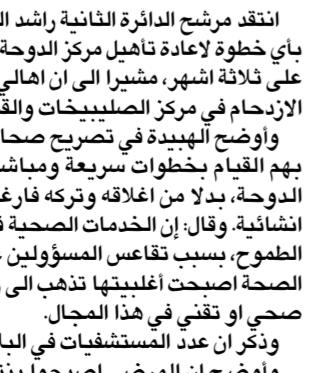 انتقد مرشح الدائرة الثانية راشد ال
بأي خطوة لاعادة تأهيل مركز الدوحة
على ثلاثة اشهر، مشيرا الى ان اهالي
الازدحام في مركز الصليبيخات والق
وأوضح الهبيدة في تصريح صحا
بهم القيام بخطوات سريعة ومباش
الدوحة، بدلا من اغلاقه وتركه فارغ
انشائية. وقال: إن الخدمات الصحية ق
الطموح، بسبب تقاعس المسؤولين
الصحة اصبحت أغلبيتها تذهب الى
صحي او تقني في هذا المجال.
وذكر ان عدد المستشفيات في البا